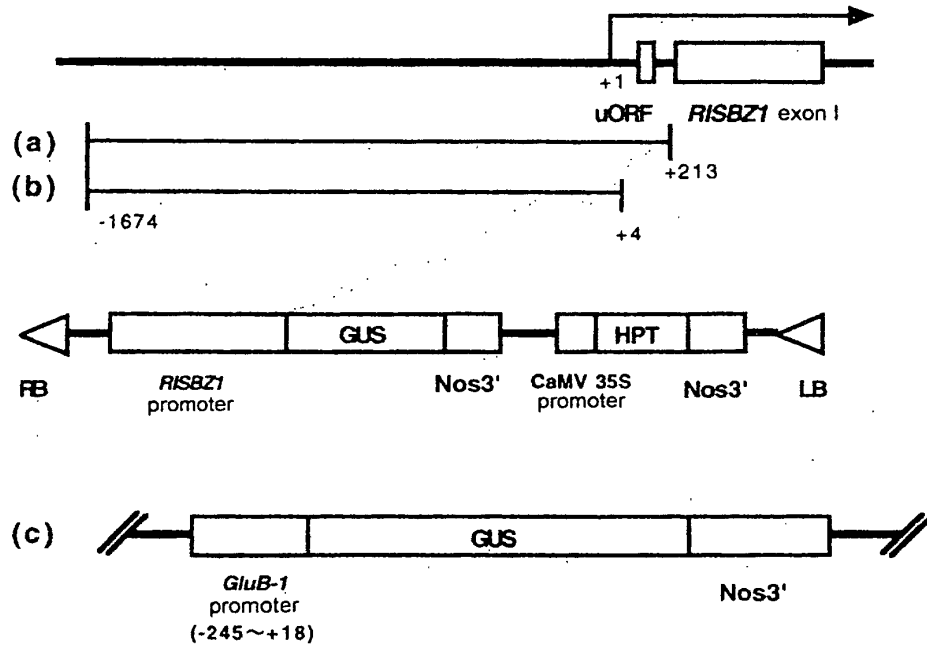 +1
uORF RISBZ1 exon I
(a)
+213
(b)
-1674
+4
GUS HPT
RB RISBZ1 promoter Nos3' CaMV 35S promoter Nos3' LB
(c)
GUS
GluB-1
promoter
(-245~+18)
Nos3'